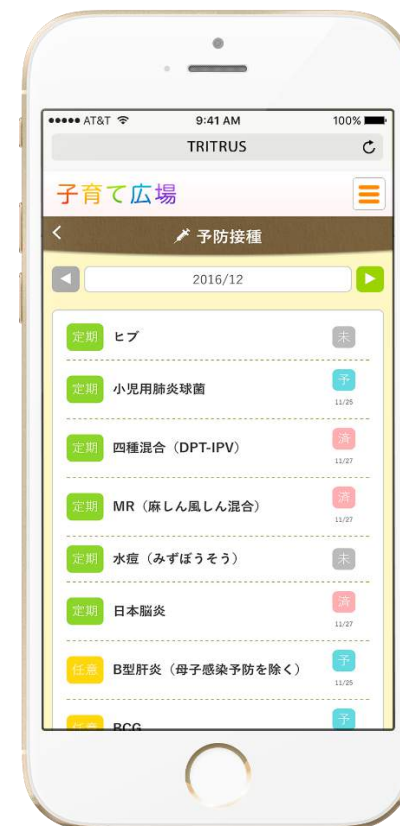 AT&T 9:41 AM 100%
TRITRUS
子育て広場
予防接種
2016/12
定期 ヒブ 未
定期 小児用肺炎球菌 予
11/25
定期 四種混合（DPT-IPV） 済
11/27
定期 MR（麻しん風しん混合） 済
11/27
定期 水痘（みずぼうそう） 未
定期 日本脳炎 済
11/27
任意 B型肝炎（母子感染予防を除く） 予
11/25
任意 BCG 予